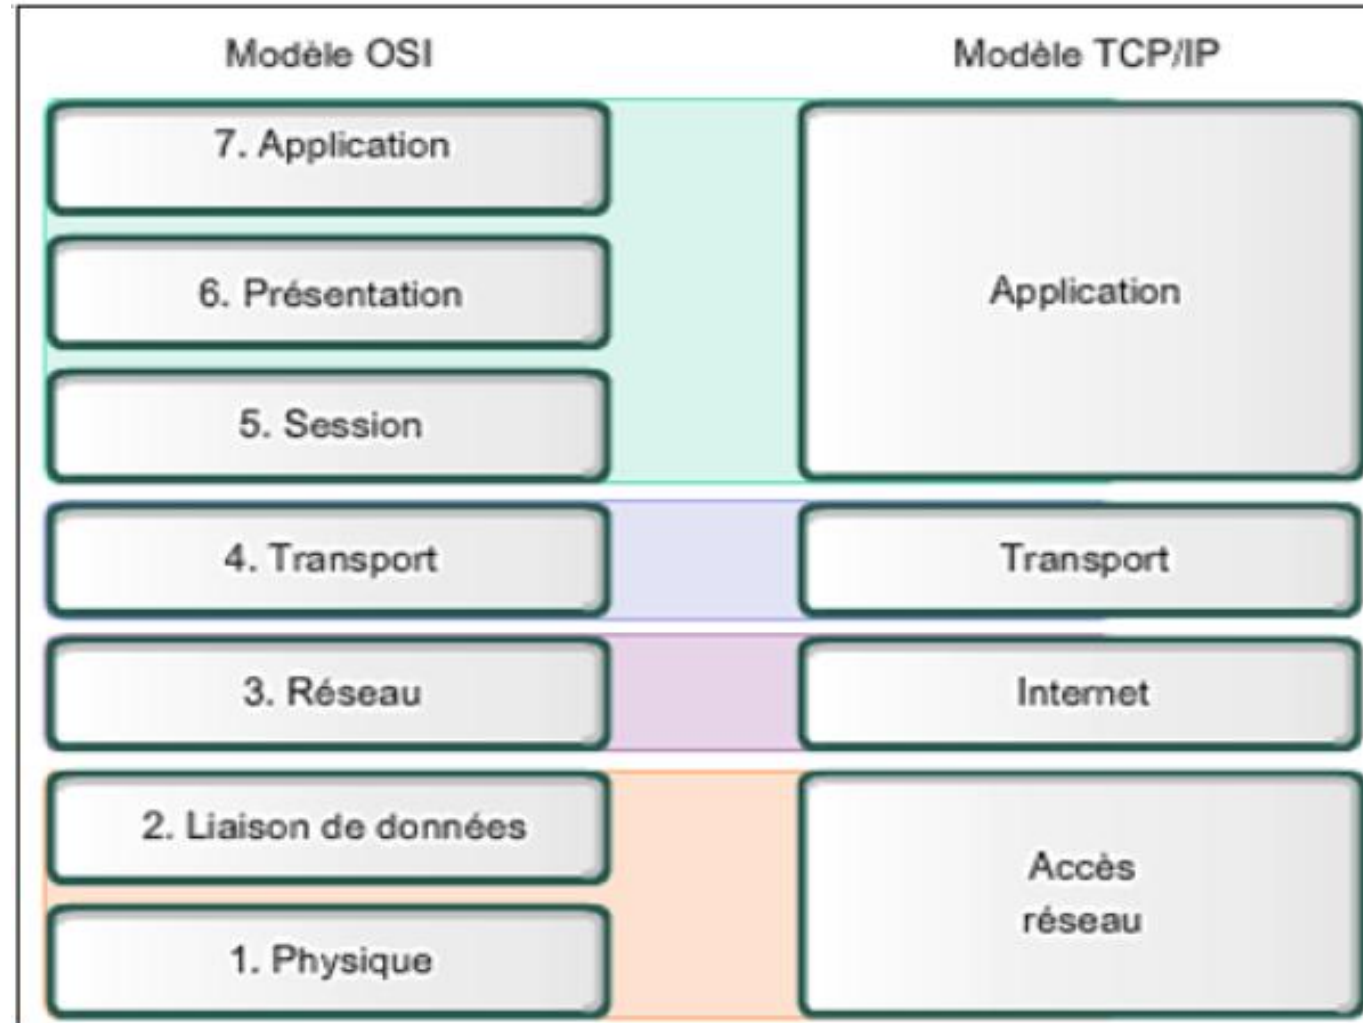 Modèle OSI
Modèle TCP/IP
7. Application
6. Présentation
5. Session
4. Transport
3. Réseau
2. Liaison de données
1. Physique
Application
Transport
Internet
Accès
réseau